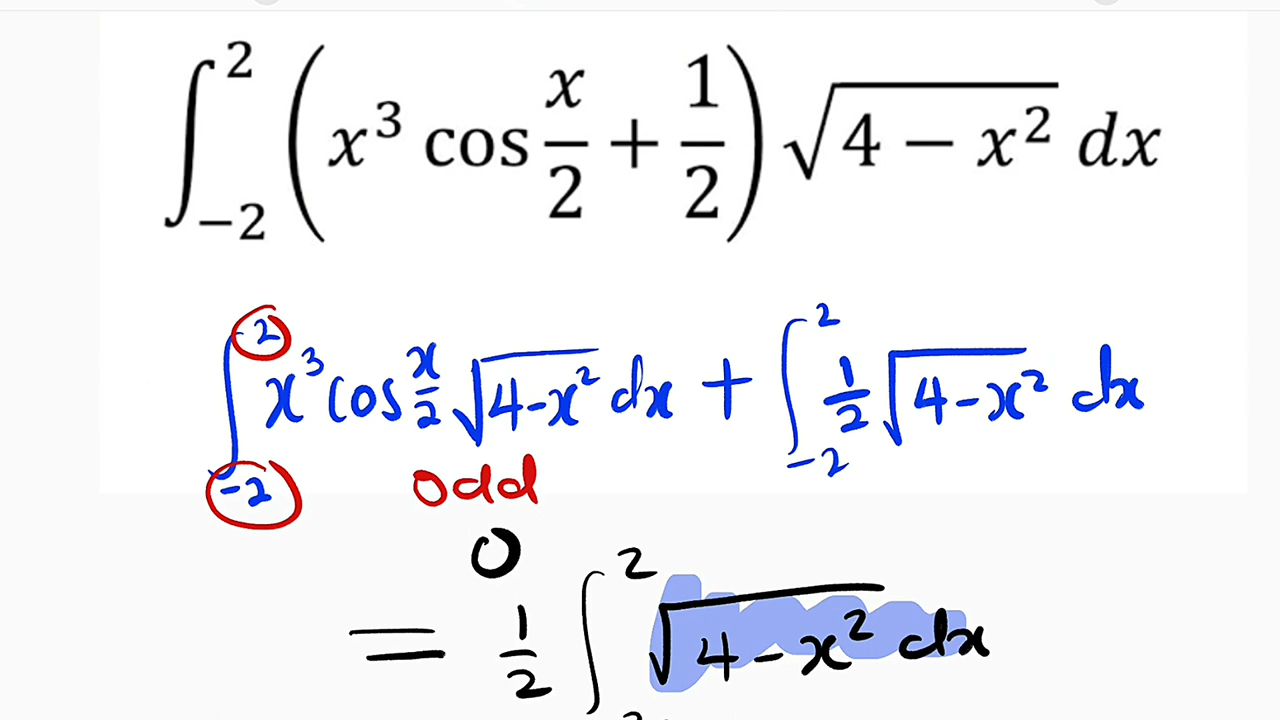 ∫_{-2}^{2} (x³ cos x/2 + 1/2) √(4 − x²) dx
∫_{-2}^{2} x³ cos x/2 √(4-x²) dx + ∫_{-2}^{2} 1/2 √(4-x²) dx
Odd
0
= 1/2 ∫^{2} √(4-x²) dx